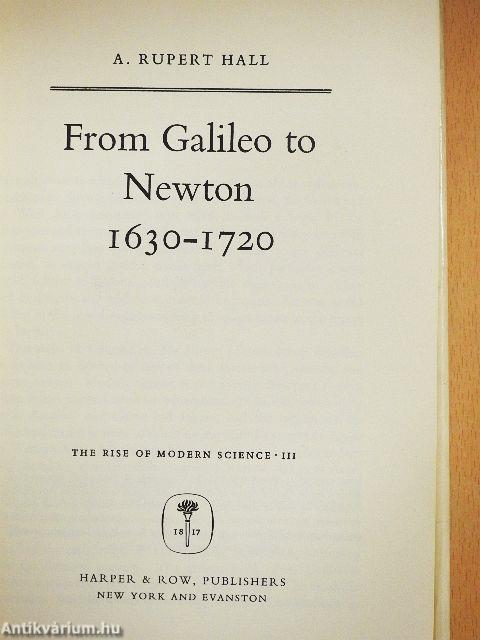 A. RUPERT HALL
From Galileo to
Newton
1630-1720
THE RISE OF MODERN SCIENCE · III
18 17
HARPER & ROW, PUBLISHERS
NEW YORK AND EVANSTON
Antikvárium.hu